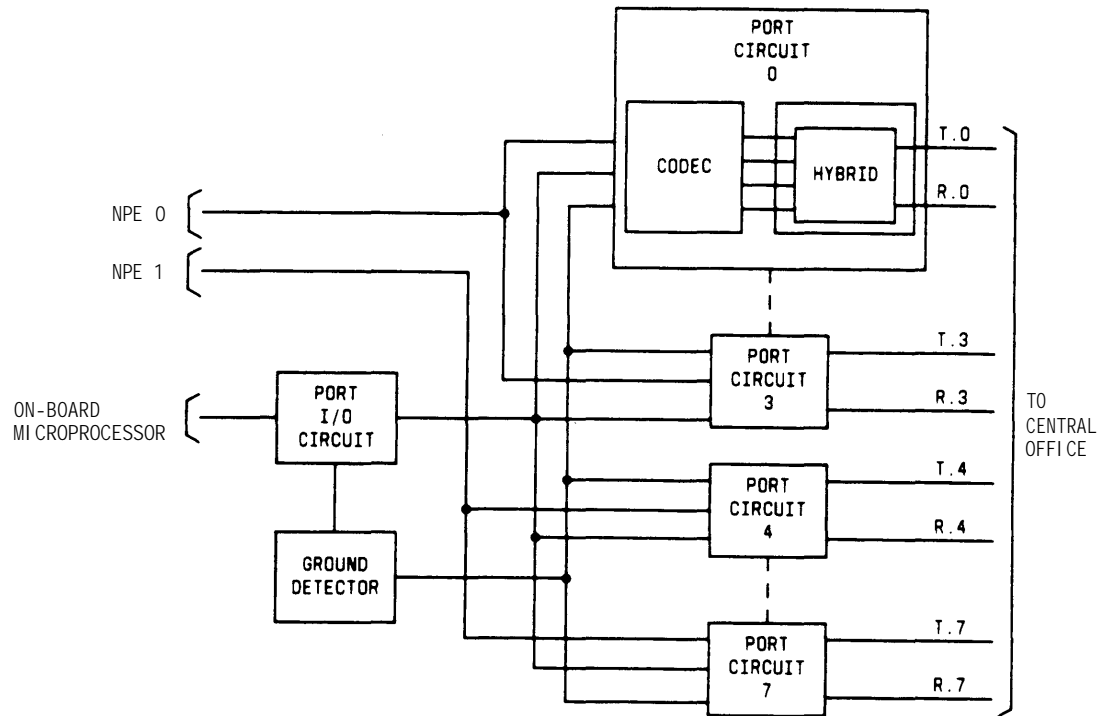 PORT
CIRCUIT
0
CODEC
HYBRID
T.0
R.0
NPE 0
NPE 1
PORT
CIRCUIT
3
T.3
R.3
ON-BOARD
MICROPROCESSOR
PORT
I/O
CIRCUIT
TO
CENTRAL
OFFICE
PORT
CIRCUIT
4
T.4
R.4
GROUND
DETECTOR
PORT
CIRCUIT
7
T.7
R.7